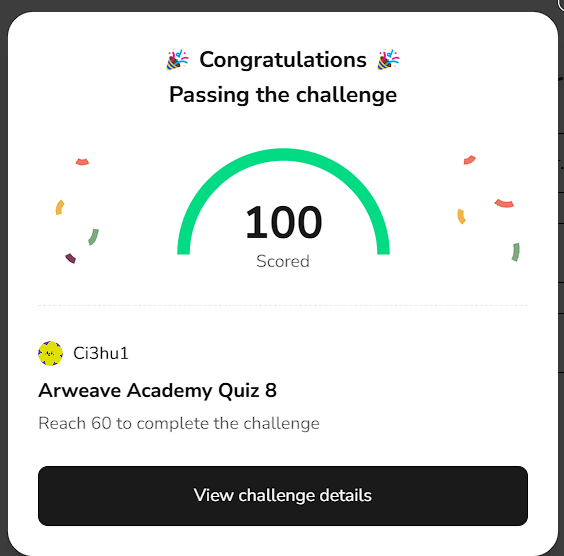 🎉 Congratulations 🎉
Passing the challenge
100
Scored
Ci3hu1
Arweave Academy Quiz 8
Reach 60 to complete the challenge
View challenge details